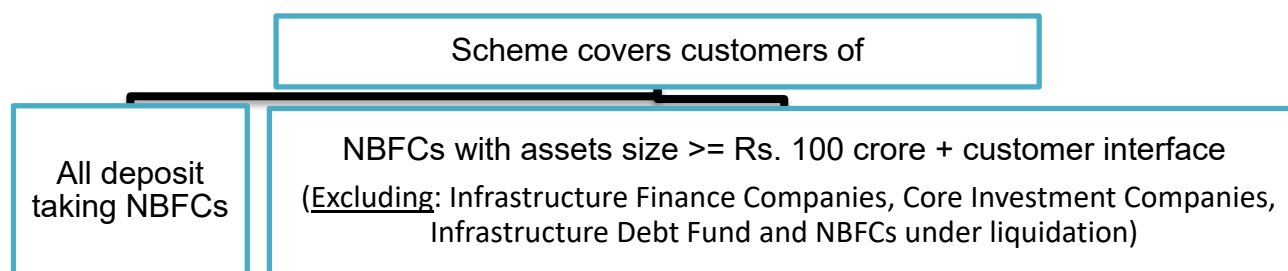 Scheme covers customers of
All deposit
taking NBFCs
NBFCs with assets size >= Rs. 100 crore + customer interface
(Excluding: Infrastructure Finance Companies, Core Investment Companies,
Infrastructure Debt Fund and NBFCs under liquidation)